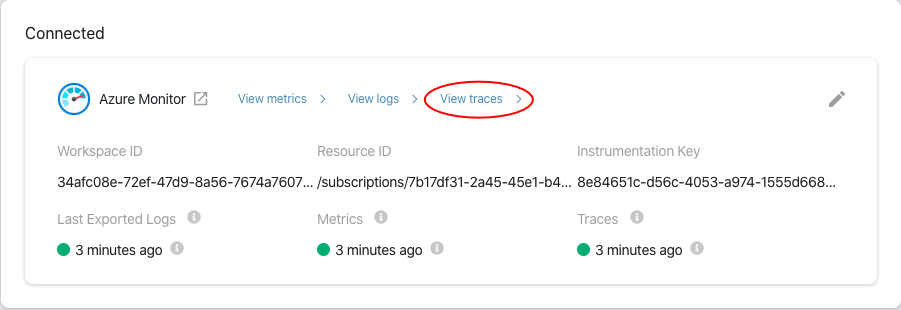 Connected
Azure Monitor View metrics View logs View traces
Workspace ID Resource ID Instrumentation Key
34afc08e-72ef-47d9-8a56-7674a7607... /subscriptions/7b17df31-2a45-45e1-b4... 8e84651c-d56c-4053-a974-1555d668...
Last Exported Logs Metrics Traces
3 minutes ago 3 minutes ago 3 minutes ago